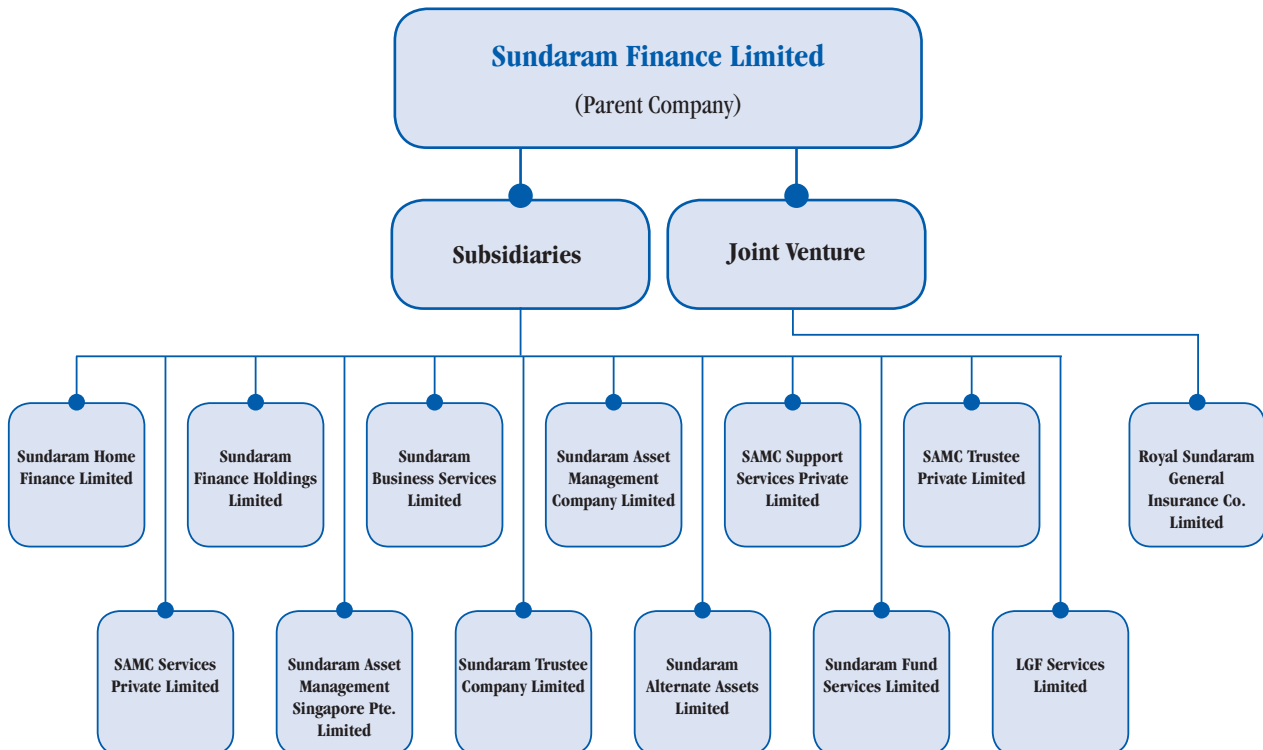 Sundaram Finance Limited
(Parent Company)
Subsidiaries
Joint Venture
Sundaram Home
Finance Limited
Sundaram
Finance Holdings
Limited
Sundaram
Business Services
Limited
Sundaram Asset
Management
Company Limited
SAMC Support
Services Private
Limited
SAMC Trustee
Private Limited
Royal Sundaram
General
Insurance Co.
Limited
SAMC Services
Private Limited
Sundaram Asset
Management
Singapore Pte.
Limited
Sundaram Trustee
Company Limited
Sundaram
Alternate Assets
Limited
Sundaram Fund
Services Limited
LGF Services
Limited